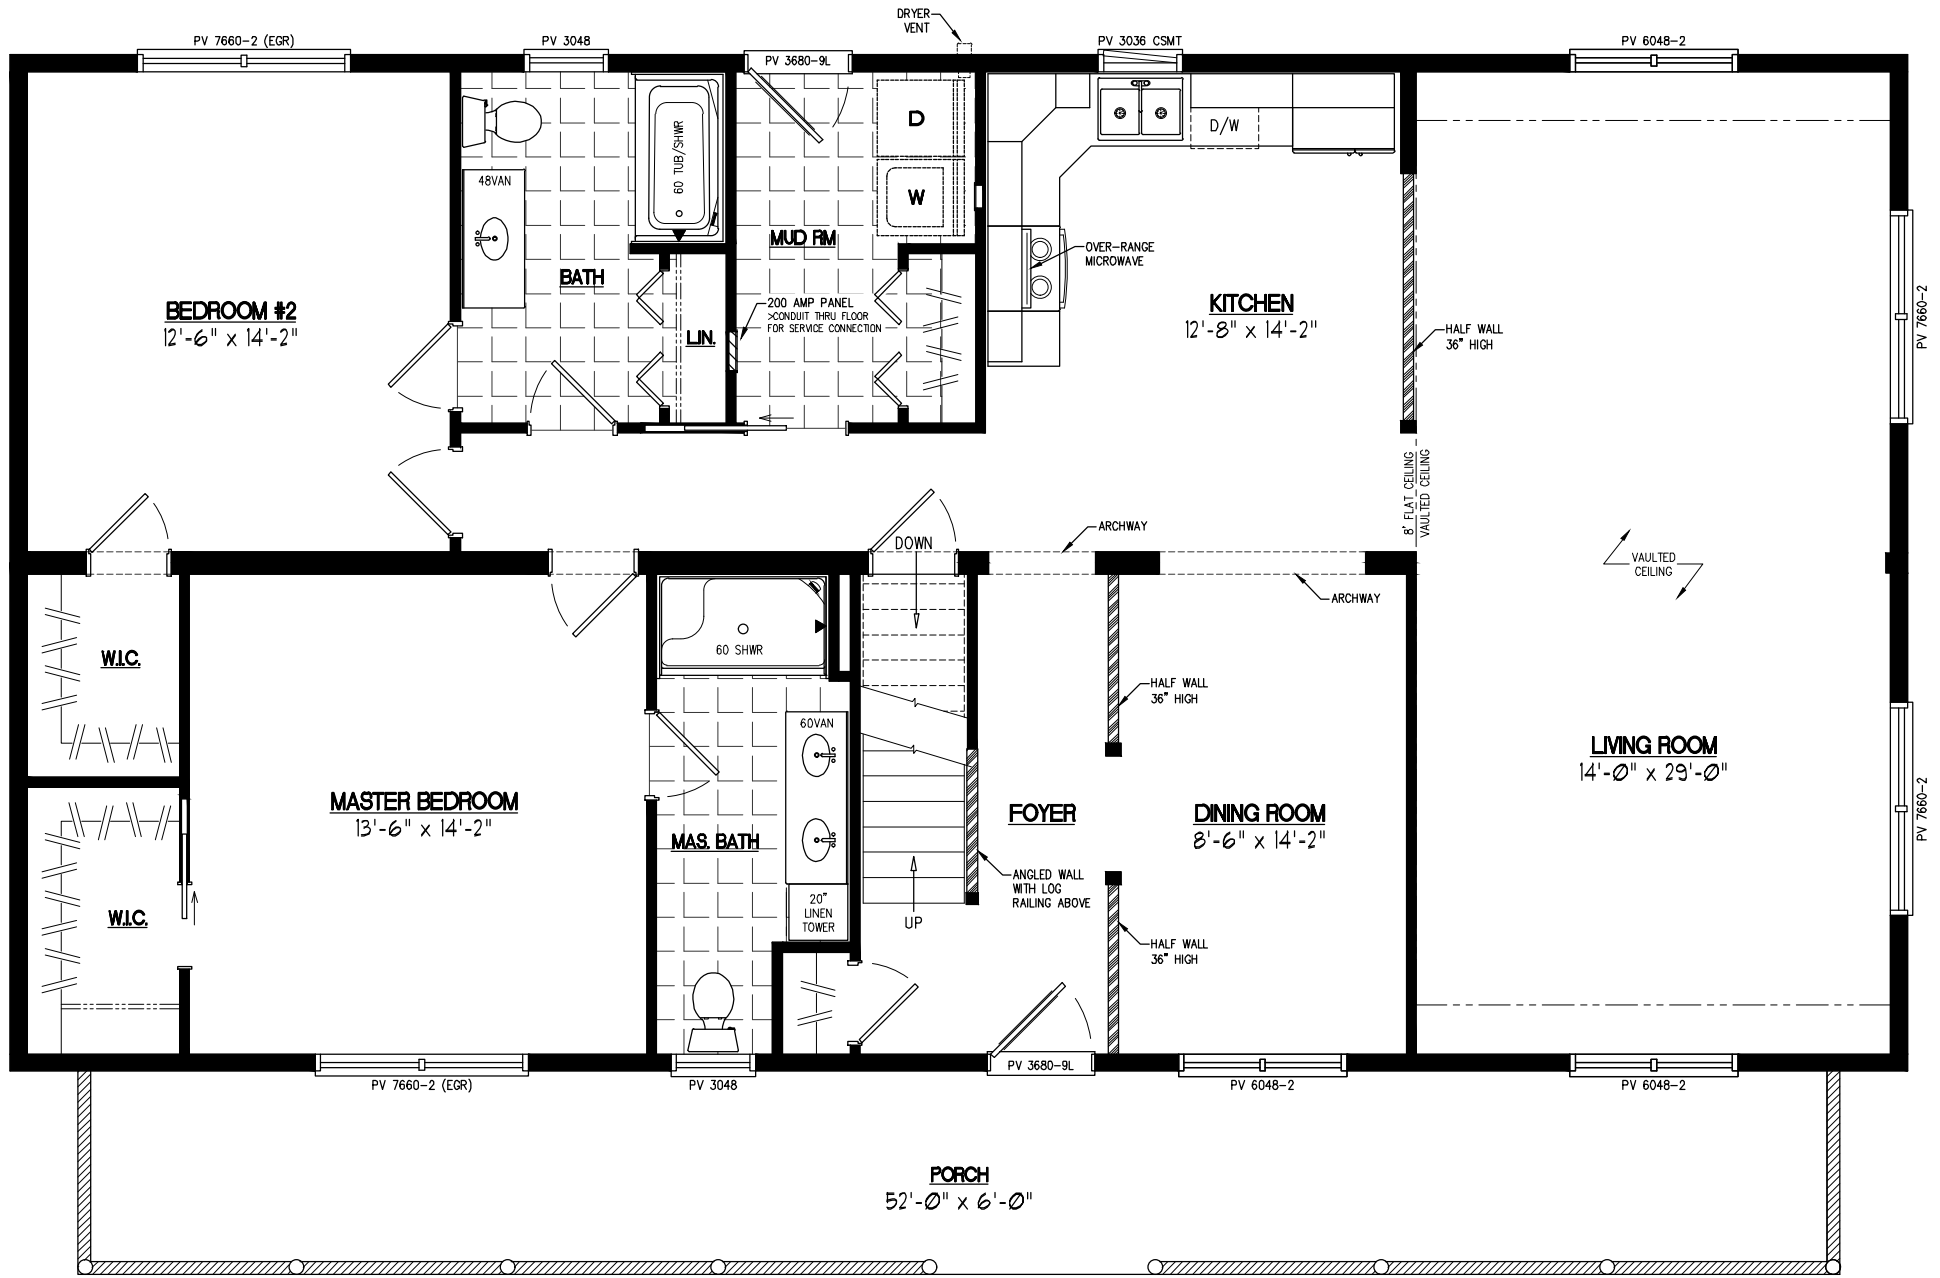 DRYER
VENT
PV 7660-2 (EGR)
PV 3048
PV 3680-9L
PV 3036 CSMT
PV 6048-2
D
D/W
60 TUB/SHWR
48VAN
W
MUD RM
OVER-RANGE
MICROWAVE
BATH
BEDROOM #2
12'-6" x 14'-2"
200 AMP PANEL
>CONDUIT THRU FLOOR
FOR SERVICE CONNECTION
LIN.
KITCHEN
12'-8" x 14'-2"
HALF WALL
36" HIGH
PV 7660-2
8' FLAT CEILING
VAULTED CEILING
ARCHWAY
DOWN
VAULTED
CEILING
ARCHWAY
W.I.C.
60 SHWR
HALF WALL
36" HIGH
60VAN
LIVING ROOM
14'-0" x 29'-0"
MASTER BEDROOM
13'-6" x 14'-2"
MAS. BATH
FOYER
DINING ROOM
8'-6" x 14'-2"
PV 7660-2
ANGLED WALL
WITH LOG
RAILING ABOVE
W.I.C.
20"
LINEN
TOWER
UP
HALF WALL
36" HIGH
PV 7660-2 (EGR)
PV 3048
PV 3680-9L
PV 6048-2
PV 6048-2
PORCH
52'-0" x 6'-0"